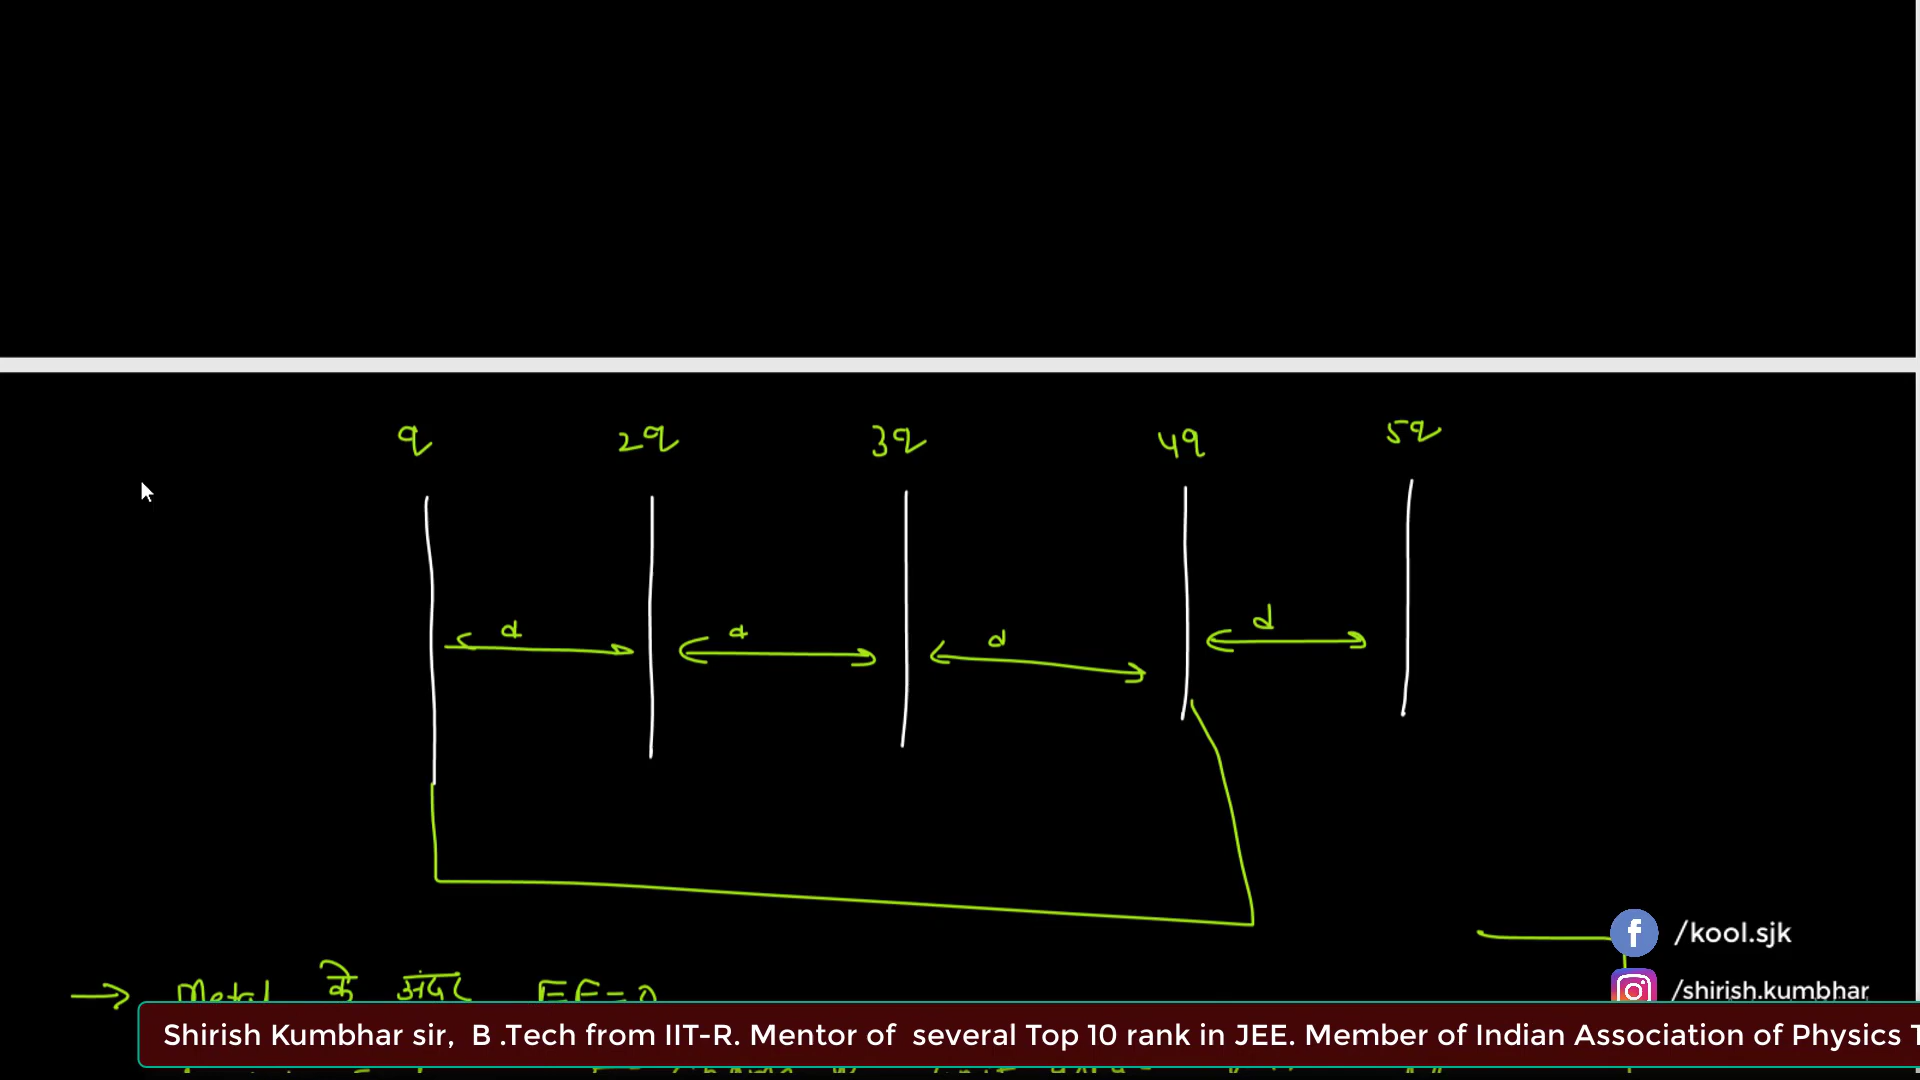 q 2q 3q 4q 5q
d d d d
/kool.sjk
→ Metal के अंदर EF=0
/shirish.kumbhar
Shirish Kumbhar sir, B .Tech from IIT-R. Mentor of several Top 10 rank in JEE. Member of Indian Association of Physics T